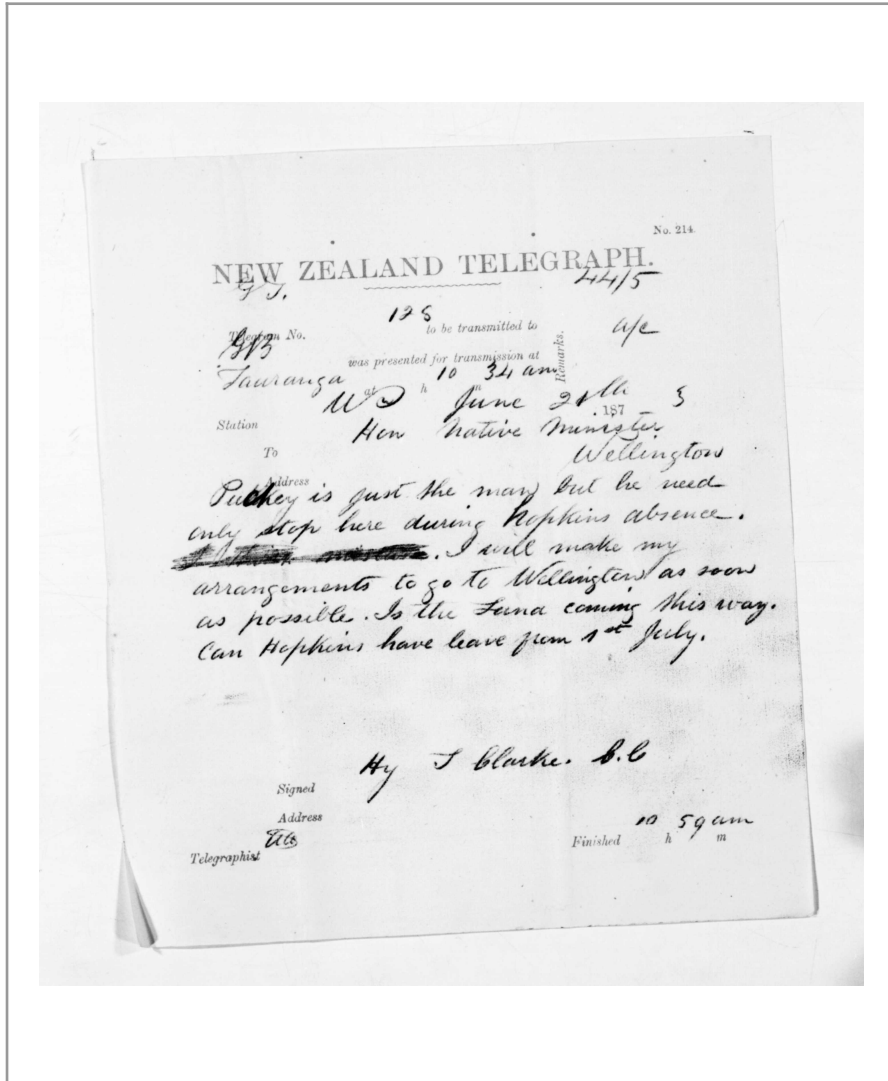 No. 214.
NEW ZEALAND TELEGRAPH.
44/5
Telegram No. 128 to be transmitted to
was presented for transmission at Remarks.
Tauranga at h 10 34 am m
June 21th 187 3
Station
To Hon Native Minister
Wellington
Address
Puckey is just the man but he need
only stop here during Hopkins absence.
I will make my
arrangements to go to Wellington as soon
as possible. Is the Luna coming this way.
Can Hopkins have leave from 1st July.
Signed Hy T Clarke. C.C
Address
Telegraphist
Finished 10 h 59 am m